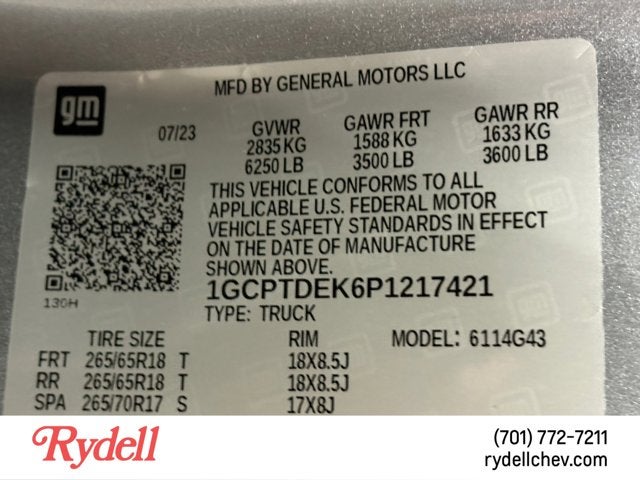 gm
MFD BY GENERAL MOTORS LLC
07/23
GVWR
2835 KG
6250 LB
GAWR FRT
1588 KG
3500 LB
GAWR RR
1633 KG
3600 LB
THIS VEHICLE CONFORMS TO ALL
APPLICABLE U.S. FEDERAL MOTOR
VEHICLE SAFETY STANDARDS IN EFFECT
ON THE DATE OF MANUFACTURE
SHOWN ABOVE.
1GCPTDEK6P1217421
TYPE: TRUCK
130H
TIRE SIZE RIM MODEL: 6114G43
FRT 265/65R18 T 18X8.5J
RR 265/65R18 T 18X8.5J
SPA 265/70R17 S 17X8J
Rydell
(701) 772-7211
rydellchev.com